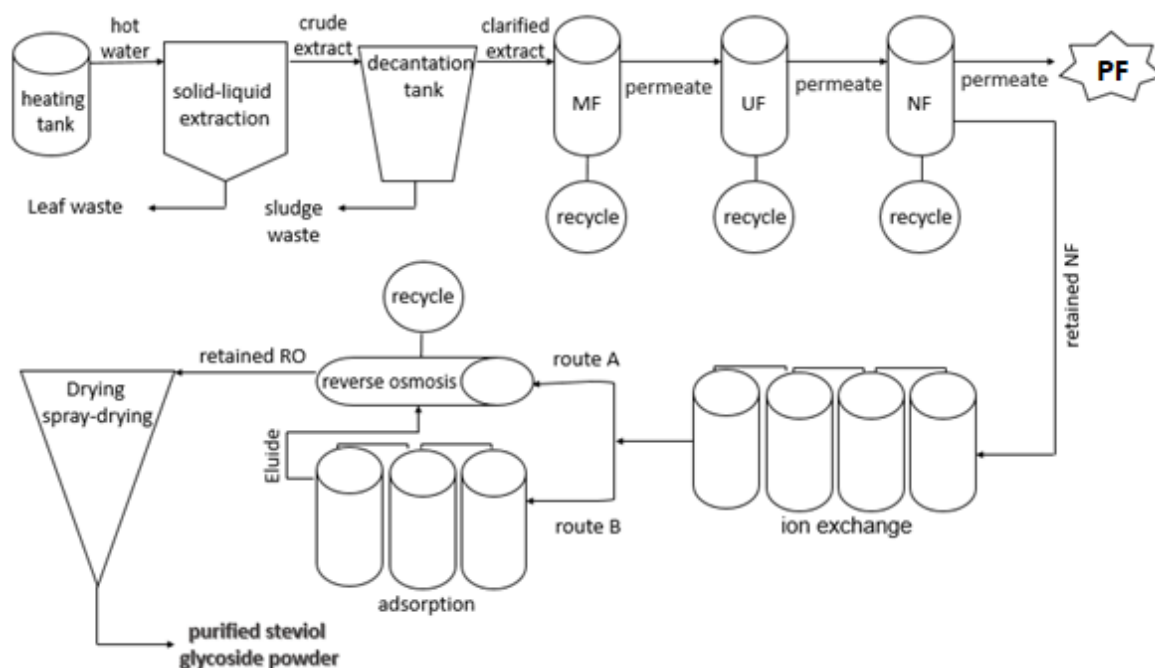 hot
water
crude
extract
clarified
extract
heating
tank
solid-liquid
extraction
decantation
tank
MF
permeate
UF
permeate
NF
permeate
PF
Leaf waste
sludge
waste
recycle
recycle
recycle
retained NF
recycle
retained RO
reverse osmosis
route A
Drying
spray-drying
Eluide
route B
adsorption
ion exchange
purified steviol
glycoside powder